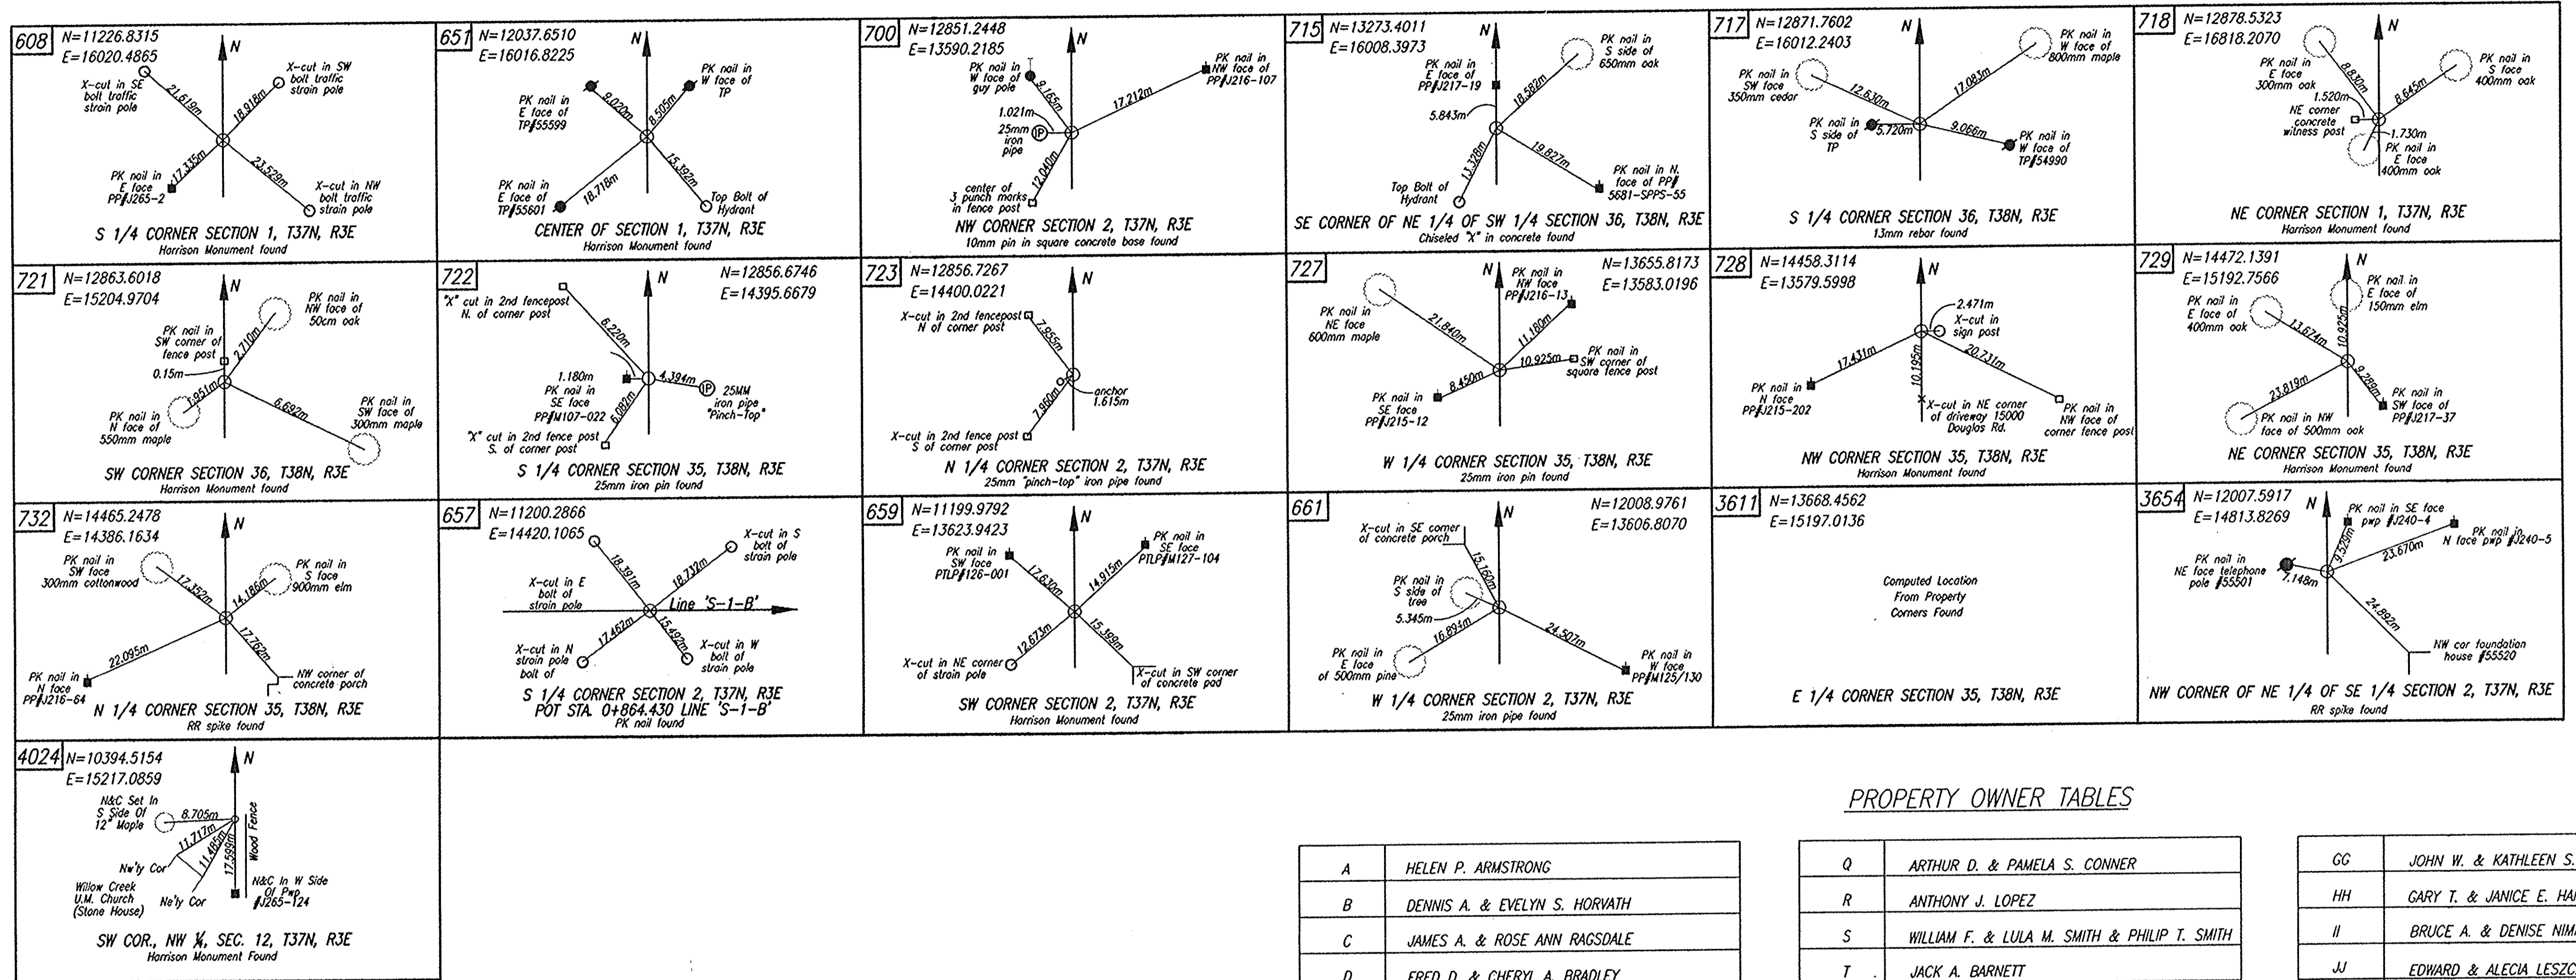 608
N=11226.8315
E=16020.4865
N
X-cut in SE
bolt traffic
strain pole
21.619m
X-cut in SW
bolt traffic
strain pole
18.918m
PK nail in
E face
PP#J265-2
17.335m
23.529m
X-cut in NW
bolt traffic
strain pole
S 1/4 CORNER SECTION 1, T37N, R3E
Harrison Monument found
651
N=12037.6510
E=16016.8225
N
PK nail in
E face of
TP#55599
9.020m
8.505m
PK nail in
W face of
TP
PK nail in
E face of
TP#55601
18.718m
15.392m
Top Bolt of
Hydrant
CENTER OF SECTION 1, T37N, R3E
Harrison Monument found
700
N=12851.2448
E=13590.2185
N
PK nail in
W face of
guy pole
9.165m
PK nail in
NW face of
PP#J216-107
17.212m
1.021m
25mm
iron
pipe
IP
12.040m
center of
3 punch marks
in fence post
NW CORNER SECTION 2, T37N, R3E
10mm pin in square concrete base found
715
N=13273.4011
E=16008.3973
N
PK nail in
S side of
650mm oak
PK nail in
E face of
PP#J217-19
18.582m
5.843m
13.328m
19.827m
Top Bolt of
Hydrant
PK nail in N.
face of PP#
5681-SPPS-55
SE CORNER OF NE 1/4 OF SW 1/4 SECTION 36, T38N, R3E
Chiseled "X" in concrete found
717
N=12871.7602
E=16012.2403
N
PK nail in
W face of
800mm maple
PK nail in
SW face
350mm cedar
12.630m
17.083m
PK nail in
S side of
TP
5.720m
9.066m
PK nail in
W face of
TP#54990
S 1/4 CORNER SECTION 36, T38N, R3E
13mm rebar found
718
N=12878.5323
E=16818.2070
N
PK nail in
E face
300mm oak
8.830m
PK nail in
S face
400mm oak
8.645m
1.520m
NE corner
concrete
witness post
1.730m
PK nail in
E face
400mm oak
NE CORNER SECTION 1, T37N, R3E
Harrison Monument found
721
N=12863.6018
E=15204.9704
N
PK nail in
NW face of
50cm oak
PK nail in
SW corner of
fence post
2.710m
0.15m
1.951m
PK nail in
N face of
550mm maple
6.692m
PK nail in
SW face of
300mm maple
SW CORNER SECTION 36, T38N, R3E
Harrison Monument found
722
N=12856.6746
E=14395.6679
N
"X" cut in 2nd fencepost
N. of corner post
6.220m
1.180m
PK nail in
SE face
PP#M107-022
4.394m
IP
25MM
iron pipe
"Pinch-Top"
6.082m
"X" cut in 2nd fence post
S. of corner post
S 1/4 CORNER SECTION 35, T38N, R3E
25mm iron pin found
723
N=12856.7267
E=14400.0221
N
X-cut in 2nd fencepost
N of corner post
7.955m
anchor
1.615m
7.960m
X-cut in 2nd fence post
S of corner post
N 1/4 CORNER SECTION 2, T37N, R3E
25mm "pinch-top" iron pipe found
727
N=13655.8173
E=13583.0196
N
PK nail in
NW face
PP#J216-13
PK nail in
NE face
600mm maple
21.840m
11.180m
10.925m
PK nail in
SW corner of
square fence post
8.450m
PK nail in
SE face
PP#J215-12
W 1/4 CORNER SECTION 35, T38N, R3E
25mm iron pin found
728
N=14458.3114
E=13579.5998
N
2.471m
X-cut in
sign post
17.431m
10.195m
20.731m
PK nail in
N face
PP#J215-202
X-cut in NE corner
of driveway 15000
Douglas Rd.
PK nail in
NW face of
corner fence post
NW CORNER SECTION 35, T38N, R3E
Harrison Monument found
729
N=14472.1391
E=15192.7566
N
PK nail in
E face of
150mm elm
PK nail in
E face of
400mm oak
13.674m
10.925m
23.819m
9.289m
PK nail in NW
face of 500mm oak
PK nail in
SW face of
PP#J217-37
NE CORNER SECTION 35, T38N, R3E
Harrison Monument found
732
N=14465.2478
E=14386.1634
N
PK nail in
SW face
300mm cottonwood
17.352m
14.186m
PK nail in
S face
900mm elm
22.095m
17.762m
PK nail in
N face
PP#J216-64
NW corner of
concrete porch
N 1/4 CORNER SECTION 35, T38N, R3E
RR spike found
657
N=11200.2866
E=14420.1065
N
X-cut in S
bolt of
strain pole
18.391m
18.732m
X-cut in E
bolt of
strain pole
Line 'S-1-B'
17.462m
15.492m
X-cut in N
strain pole
bolt of
X-cut in W
bolt of
strain pole
S 1/4 CORNER SECTION 2, T37N, R3E
POT STA. 0+864.430 LINE 'S-1-B'
PK nail found
659
N=11199.9792
E=13623.9423
N
PK nail in
SW face
PTLP#126-001
17.630m
14.915m
PK nail in
SE face
PTLP#M127-104
12.673m
15.399m
X-cut in NE corner
of strain pole
X-cut in SW corner
of concrete pad
SW CORNER SECTION 2, T37N, R3E
Harrison Monument found
661
N=12008.9761
E=13606.8070
N
X-cut in SE corner
of concrete porch
15.160m
PK nail in
S side of
tree
5.345m
16.894m
24.507m
PK nail in
E face
of 500mm pine
PK nail in
W face
PP#M125/130
W 1/4 CORNER SECTION 2, T37N, R3E
25mm iron pipe found
3611
N=13668.4562
E=15197.0136
Computed Location
From Property
Corners Found
E 1/4 CORNER SECTION 35, T38N, R3E
3654
N=12007.5917
E=14813.8269
N
PK nail in SE face
pwp #J240-4
9.529m
23.670m
PK nail in
N face pwp #J240-5
PK nail in
NE face telephone
pole #55501
7.148m
24.892m
NW cor foundation
house #55520
NW CORNER OF NE 1/4 OF SE 1/4 SECTION 2, T37N, R3E
RR spike found
4024
N=10394.5154
E=15217.0859
N
N&C Set In
S Side Of
12" Maple
8.705m
11.717m
11.485m
17.599m
Wood Fence
Nw'ly Cor
Willow Creek
U.M. Church
(Stone House)
Ne'ly Cor
N&C In W Side
Of Pwp
#J265-124
SW COR., NW ¼, SEC. 12, T37N, R3E
Harrison Monument Found
PROPERTY OWNER TABLES
A HELEN P. ARMSTRONG
B DENNIS A. & EVELYN S. HORVATH
C JAMES A. & ROSE ANN RAGSDALE
D FRED D. & CHERYL A. BRADLEY
Q ARTHUR D. & PAMELA S. CONNER
R ANTHONY J. LOPEZ
S WILLIAM F. & LULA M. SMITH & PHILIP T. SMITH
T JACK A. BARNETT
GG JOHN W. & KATHLEEN S.
HH GARY T. & JANICE E.
II BRUCE A. & DENISE
JJ EDWARD & ALECIA